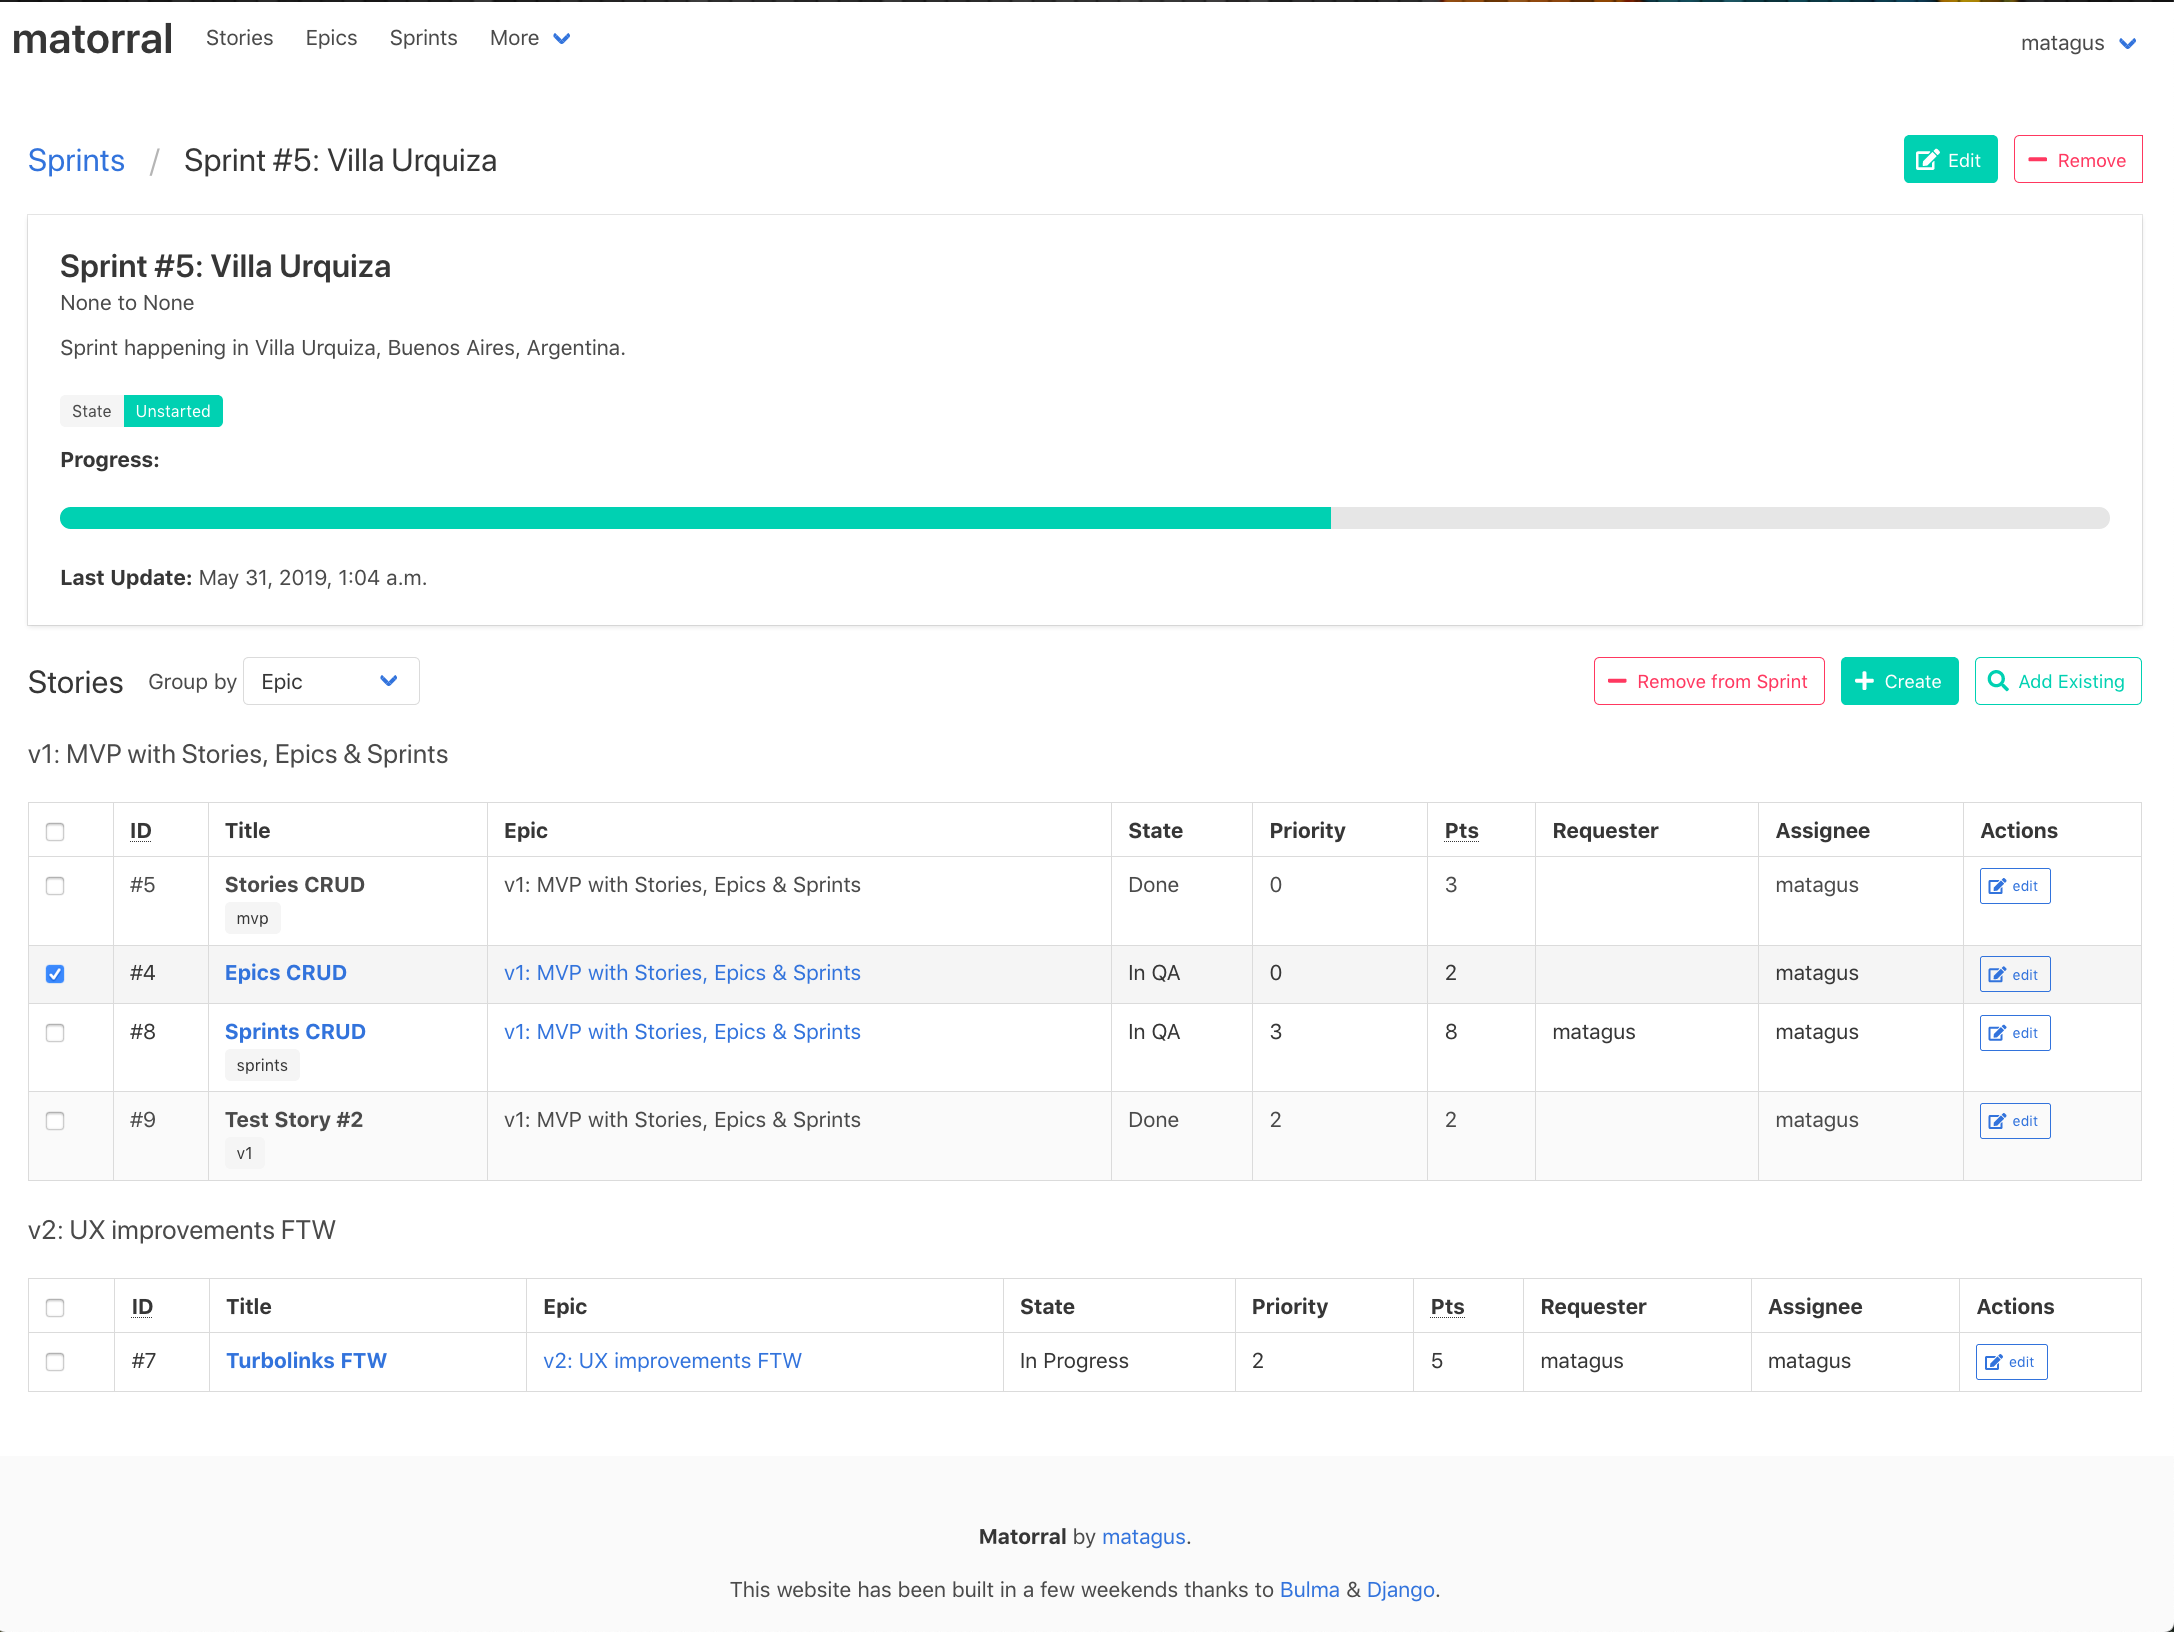 matorral Stories Epics Sprints More matagus
Sprints / Sprint #5: Villa Urquiza Edit Remove
Sprint #5: Villa Urquiza
None to None
Sprint happening in Villa Urquiza, Buenos Aires, Argentina.
State Unstarted
Progress:
Last Update: May 31, 2019, 1:04 a.m.
Stories Group by Epic Remove from Sprint Create Add Existing
v1: MVP with Stories, Epics & Sprints
ID Title Epic State Priority Pts Requester Assignee Actions
#5 Stories CRUD v1: MVP with Stories, Epics & Sprints Done 0 3 matagus edit
mvp
#4 Epics CRUD v1: MVP with Stories, Epics & Sprints In QA 0 2 matagus edit
#8 Sprints CRUD v1: MVP with Stories, Epics & Sprints In QA 3 8 matagus matagus edit
sprints
#9 Test Story #2 v1: MVP with Stories, Epics & Sprints Done 2 2 matagus edit
v1
v2: UX improvements FTW
ID Title Epic State Priority Pts Requester Assignee Actions
#7 Turbolinks FTW v2: UX improvements FTW In Progress 2 5 matagus matagus edit
Matorral by matagus.
This website has been built in a few weekends thanks to Bulma & Django.